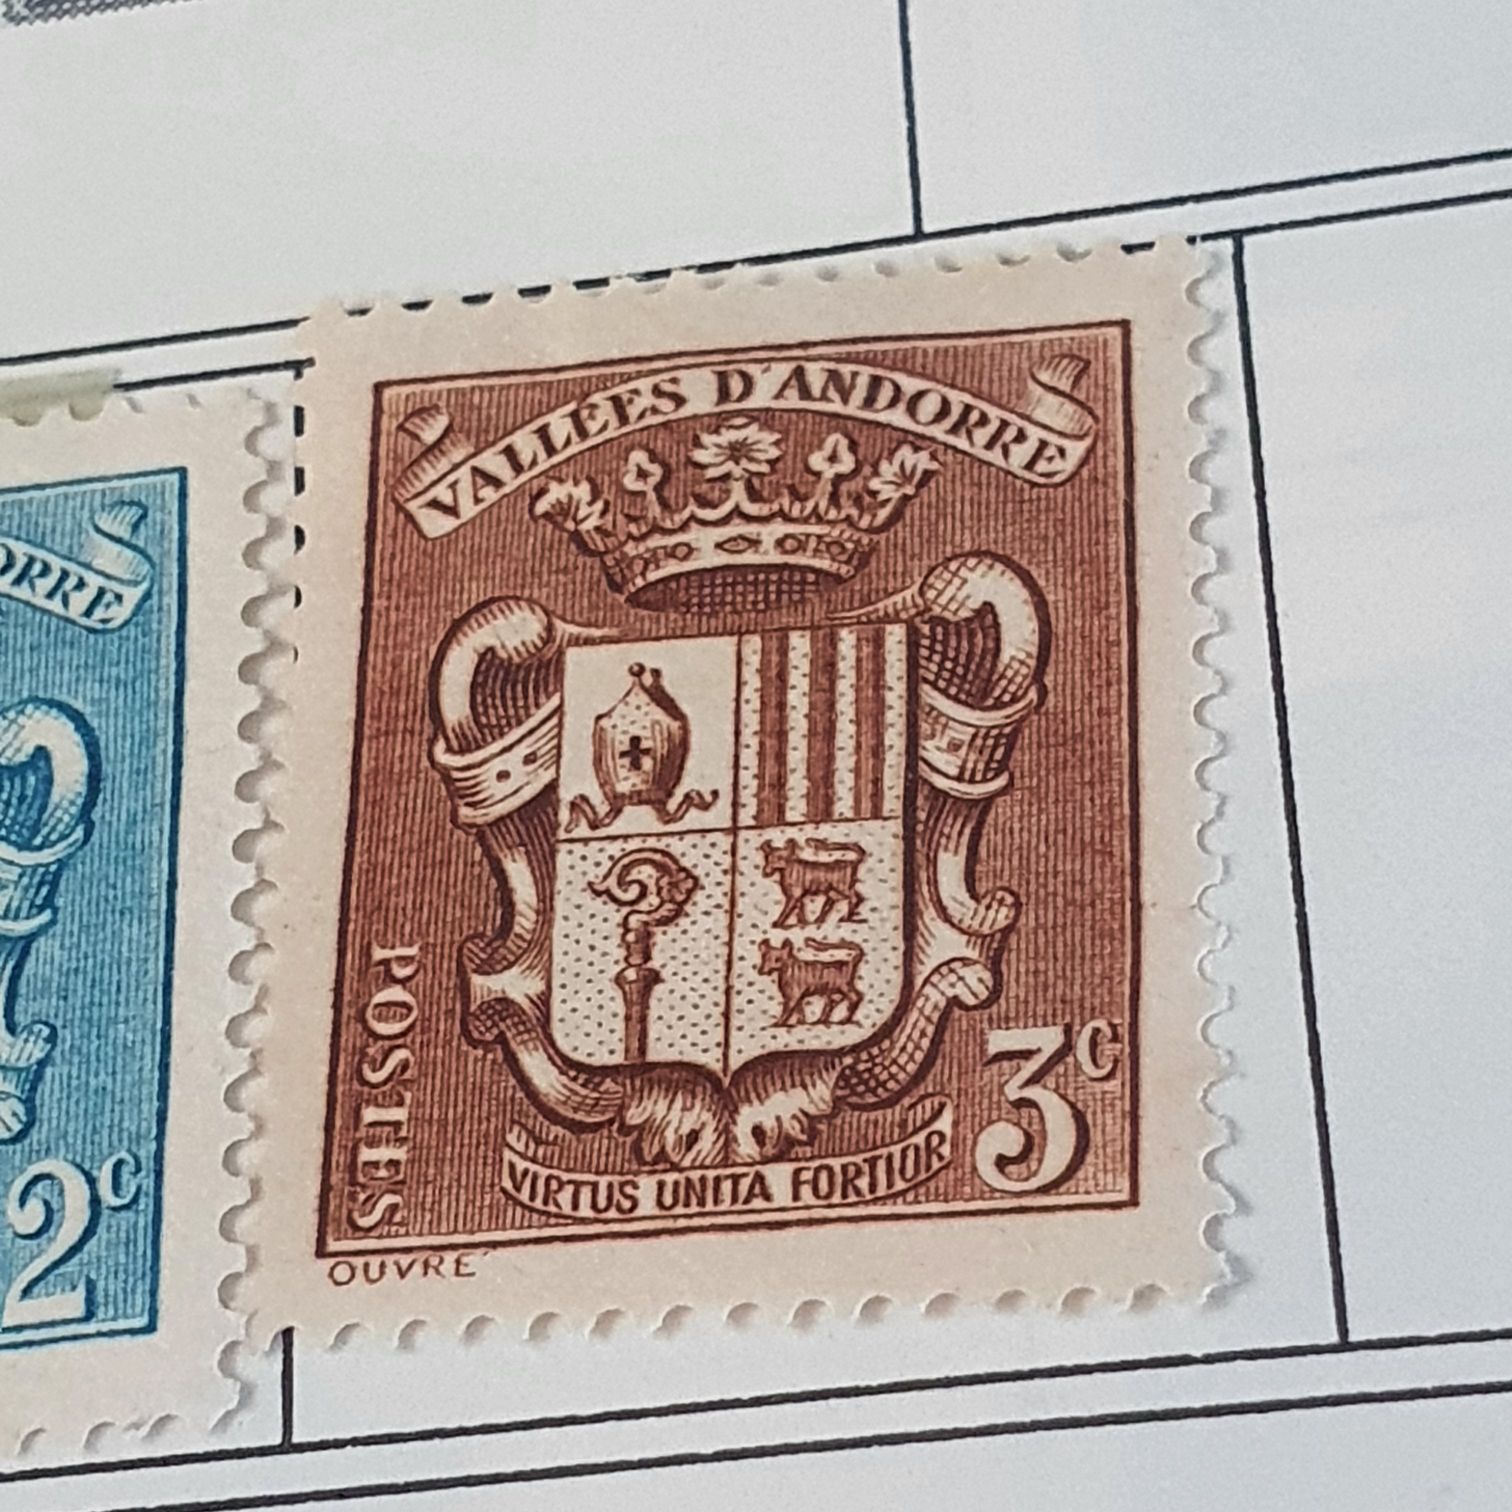 VALLÉES D'ANDORRE
POSTES
3C
VIRTUS UNITA FORTIOR
OUVRÉ
ORRE
2C